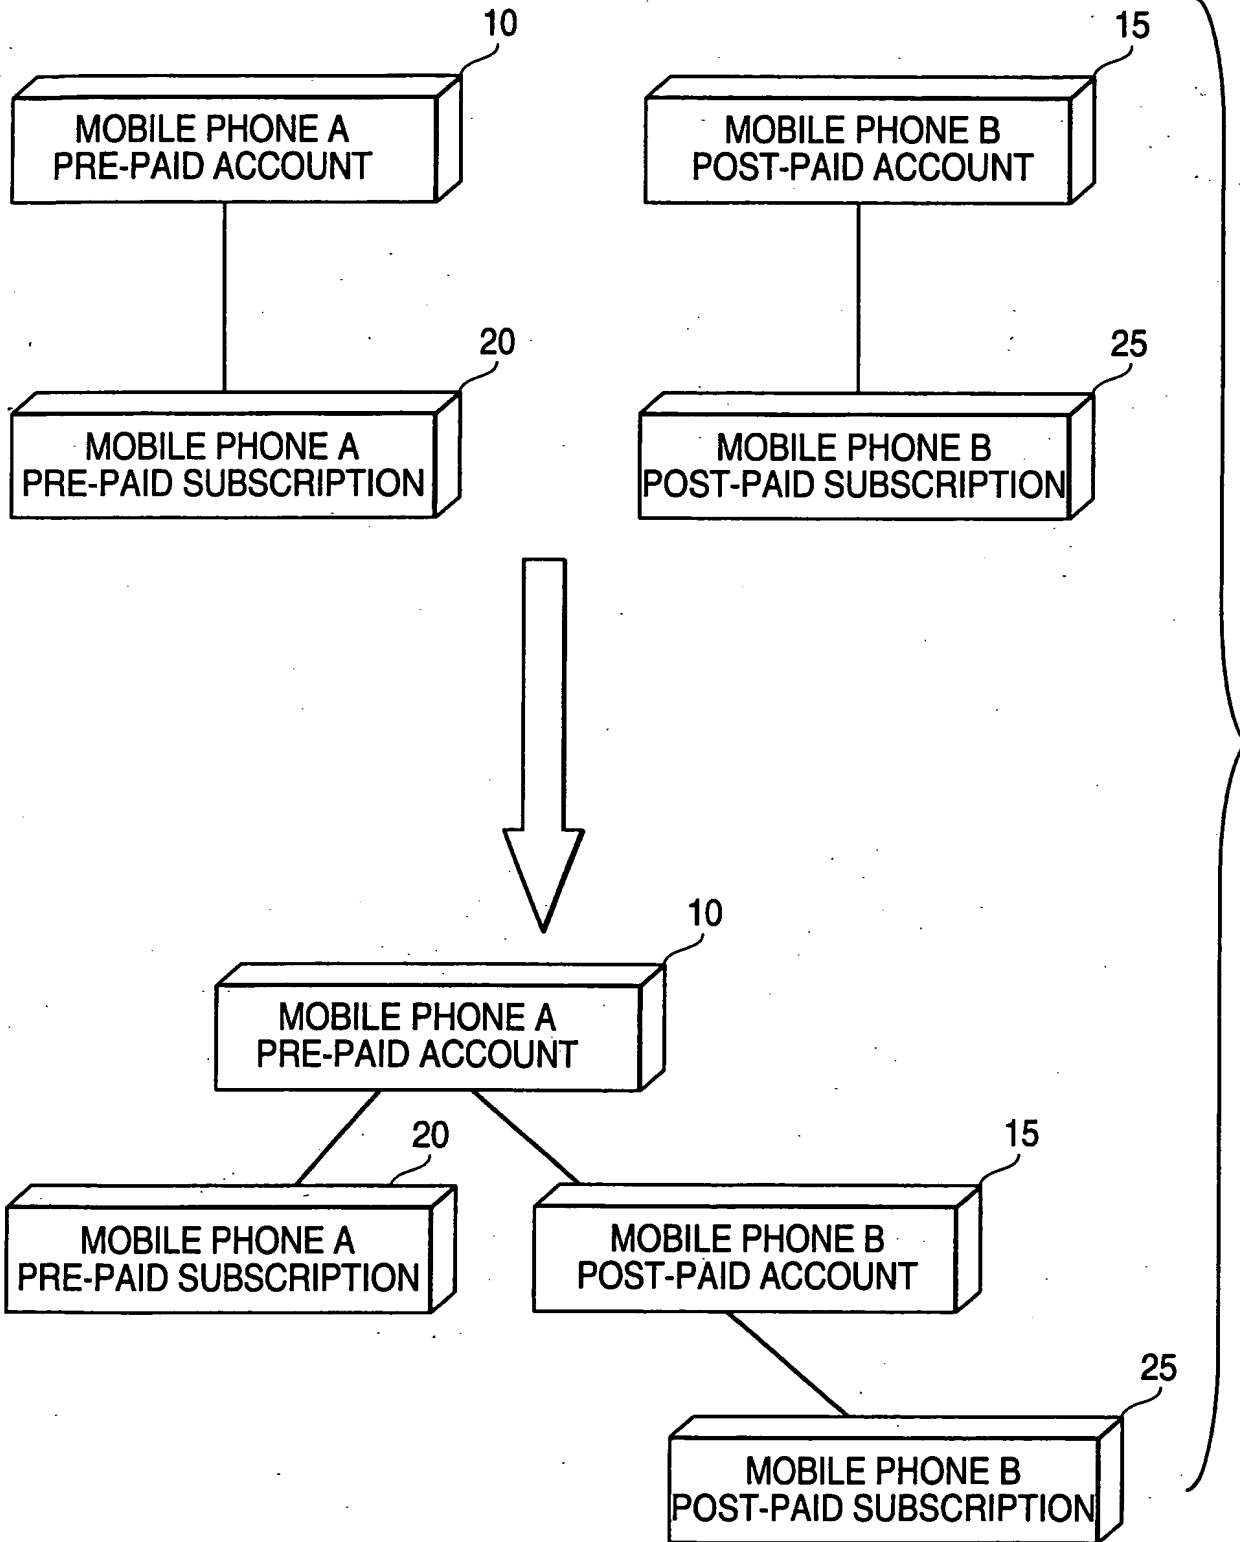 10
MOBILE PHONE A
PRE-PAID ACCOUNT
15
MOBILE PHONE B
POST-PAID ACCOUNT
20
MOBILE PHONE A
PRE-PAID SUBSCRIPTION
25
MOBILE PHONE B
POST-PAID SUBSCRIPTION
10
MOBILE PHONE A
PRE-PAID ACCOUNT
20
MOBILE PHONE A
PRE-PAID SUBSCRIPTION
15
MOBILE PHONE B
POST-PAID ACCOUNT
25
MOBILE PHONE B
POST-PAID SUBSCRIPTION